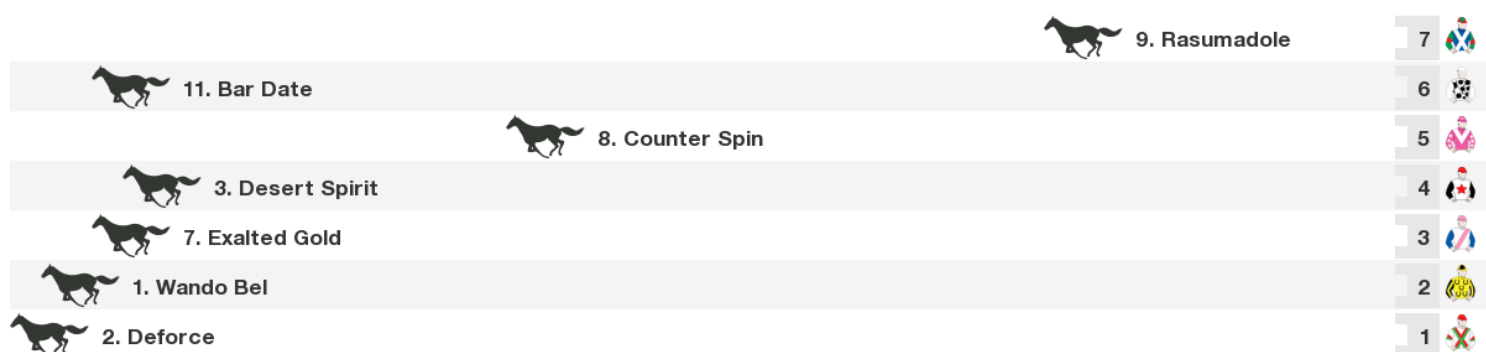 9. Rasumadole 7
11. Bar Date 6
8. Counter Spin 5
3. Desert Spirit 4
7. Exalted Gold 3
1. Wando Bel 2
2. Deforce 1